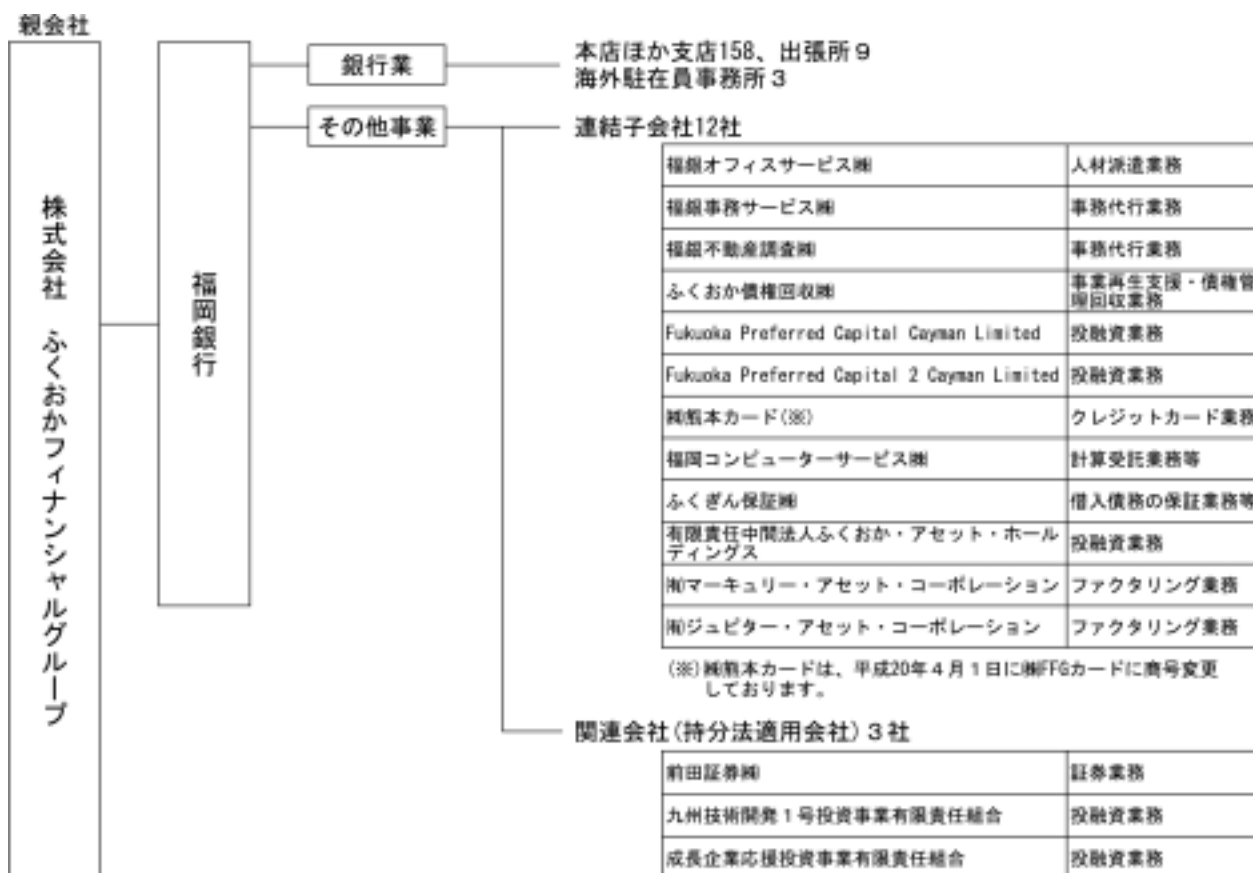 親会社
株式会社　ふくおかフィナンシャルグループ
福岡銀行
銀行業
本店ほか支店158、出張所９
海外駐在員事務所３
その他事業
連結子会社12社
福銀オフィスサービス㈱
人材派遣業務
福銀事務サービス㈱
事務代行業務
福銀不動産調査㈱
事務代行業務
ふくおか債権回収㈱
事業再生支援・債権管
理回収業務
Fukuoka Preferred Capital Cayman Limited
投融資業務
Fukuoka Preferred Capital 2 Cayman Limited
投融資業務
㈱熊本カード(※)
クレジットカード業務
福岡コンピューターサービス㈱
計算受託業務等
ふくぎん保証㈱
借入債務の保証業務等
有限責任中間法人ふくおか・アセット・ホール
ディングス
投融資業務
㈲マーキュリー・アセット・コーポレーション
ファクタリング業務
㈲ジュピター・アセット・コーポレーション
ファクタリング業務
(※)㈱熊本カードは、平成20年４月１日に㈱FFGカードに商号変更
しております。
関連会社(持分法適用会社)３社
前田証券㈱
証券業務
九州技術開発１号投資事業有限責任組合
投融資業務
成長企業応援投資事業有限責任組合
投融資業務